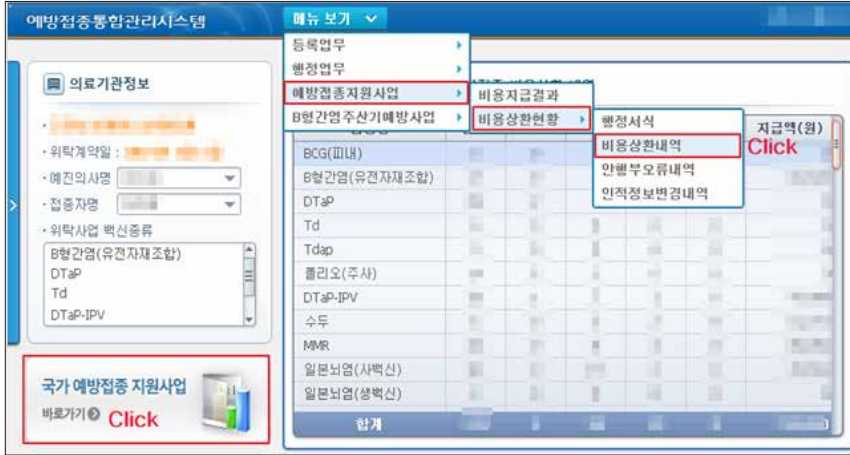 예방접종통합관리시스템
메뉴 보기
등록업무
행정업무
예방접종지원사업
B형간염주산기예방사업
비용지급결과
비용상환현황
행정서식
비용상환내역
안행부오류내역
인적정보변경내역
Click
지급액(원)
의료기관정보
· 위탁계약일 :
· 예진의사명
· 접종자명
· 위탁사업 백신종류
B형간염(유전자재조합)
DTaP
Td
DTaP-IPV
국가 예방접종 지원사업
바로가기
Click
BCG(피내)
B형간염(유전자재조합)
DTaP
Td
Tdap
폴리오(주사)
DTaP-IPV
수두
MMR
일본뇌염(사백신)
일본뇌염(생백신)
합계